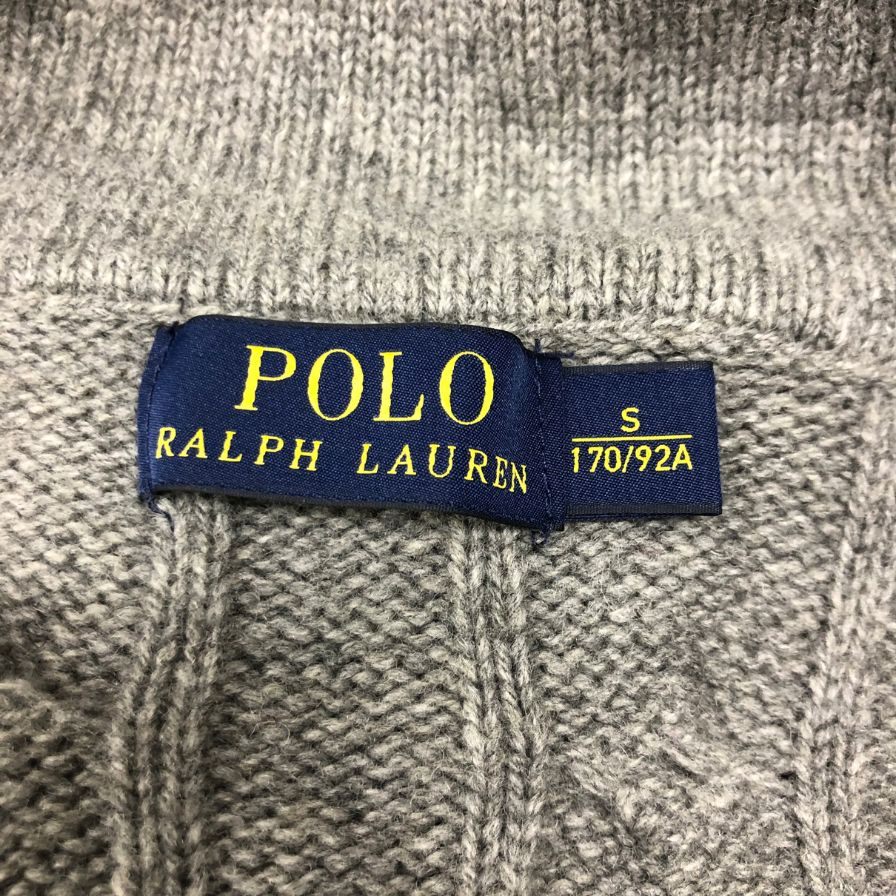 POLO
RALPH LAUREN
S
170/92A